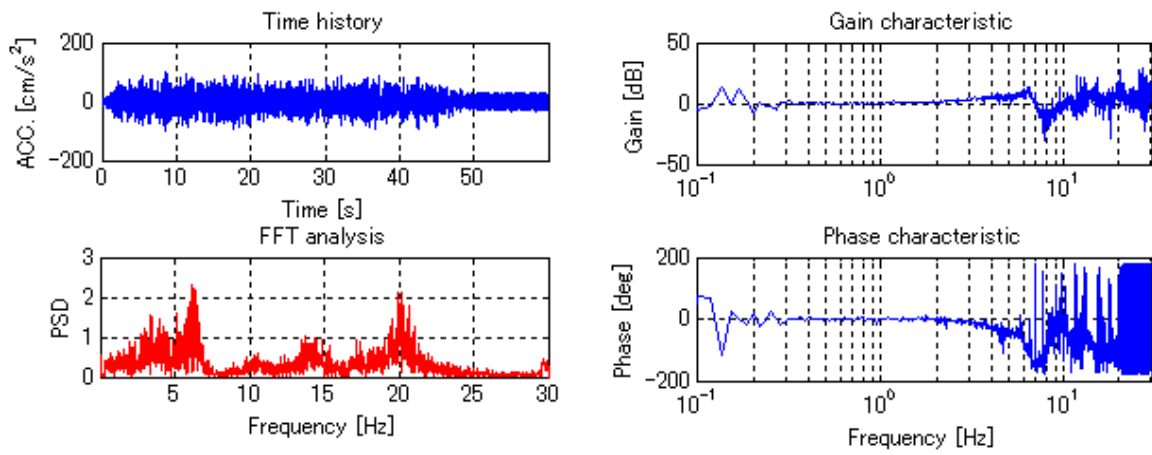 Time history
200
0
−200
ACC. [cm/s²]
0 10 20 30 40 50
Time [s]
FFT analysis
3
2
1
0
PSD
5 10 15 20 25 30
Frequency [Hz]
Gain characteristic
50
0
−50
Gain [dB]
10⁻¹ 10⁰ 10¹
Phase characteristic
200
0
−200
Phase [deg]
10⁻¹ 10⁰ 10¹
Frequency [Hz]